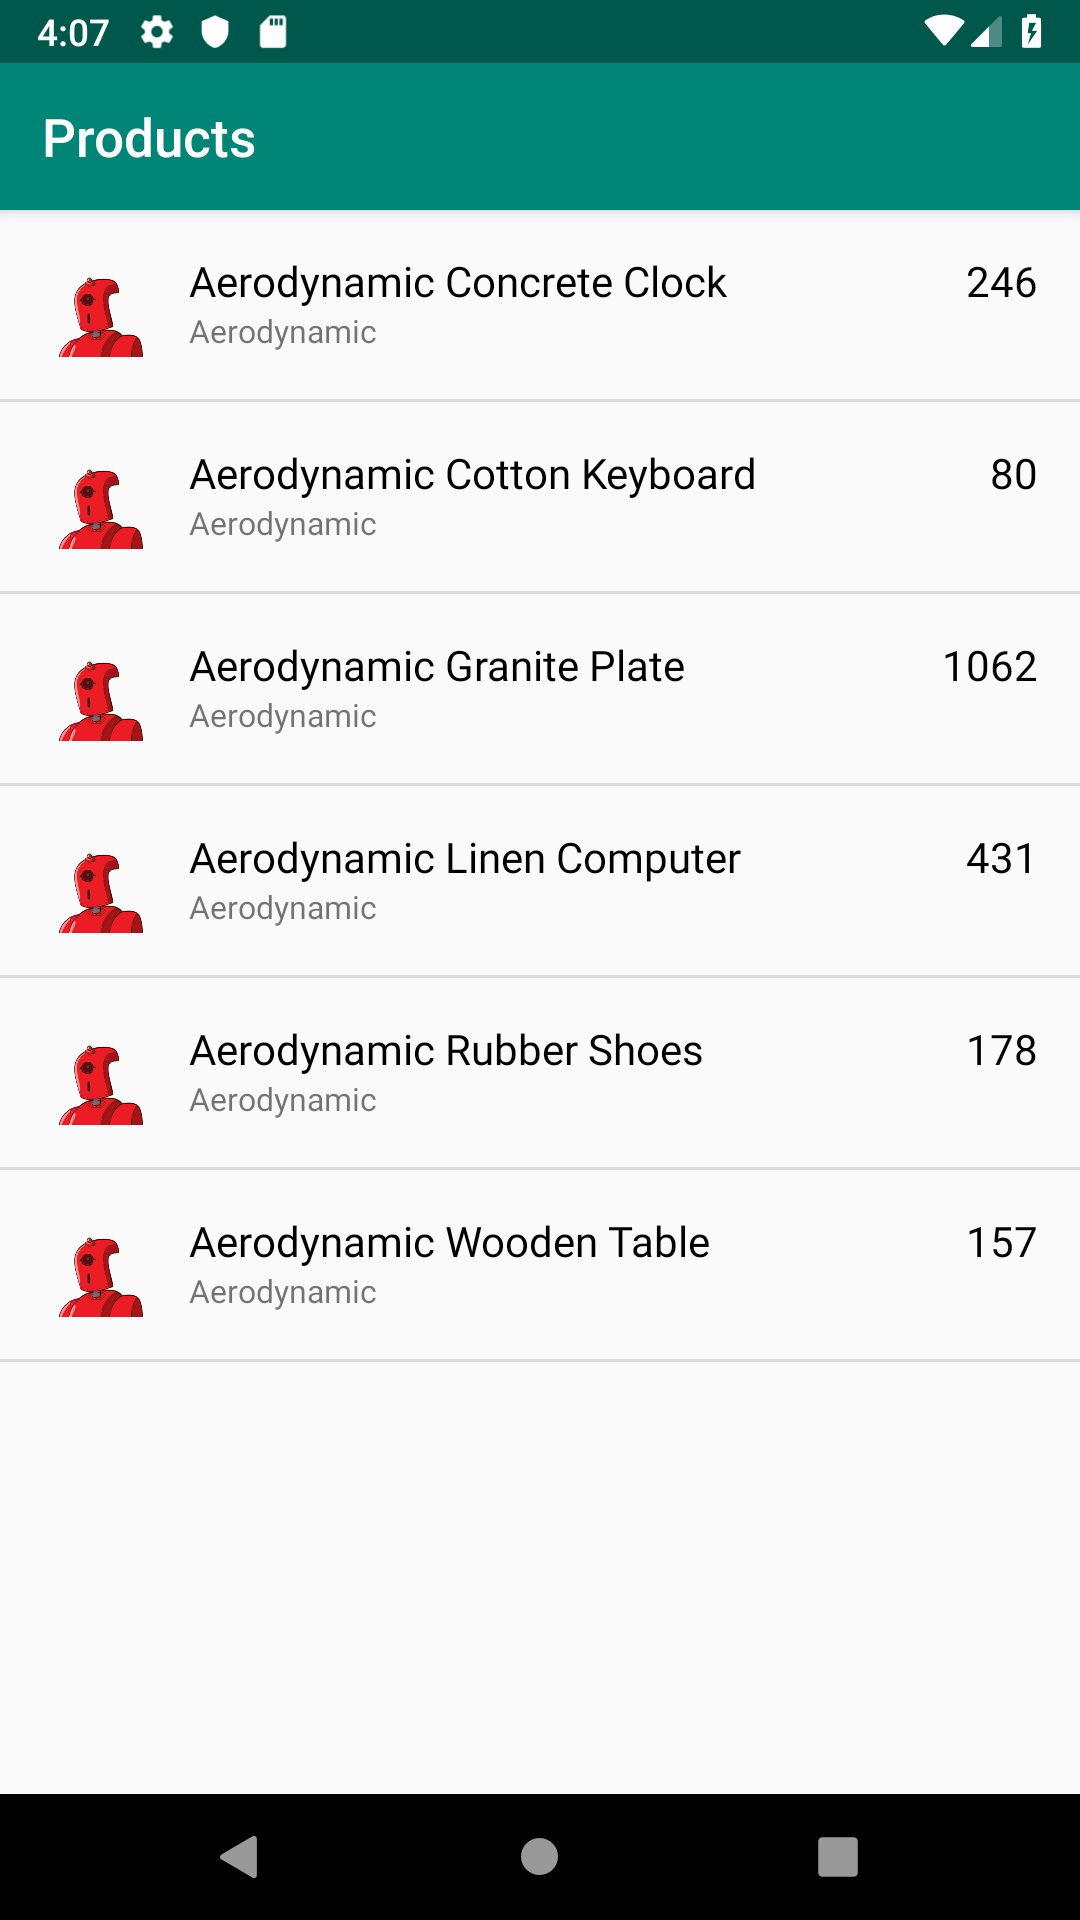 4:07
Products
Aerodynamic Concrete Clock 246
Aerodynamic
Aerodynamic Cotton Keyboard 80
Aerodynamic
Aerodynamic Granite Plate 1062
Aerodynamic
Aerodynamic Linen Computer 431
Aerodynamic
Aerodynamic Rubber Shoes 178
Aerodynamic
Aerodynamic Wooden Table 157
Aerodynamic